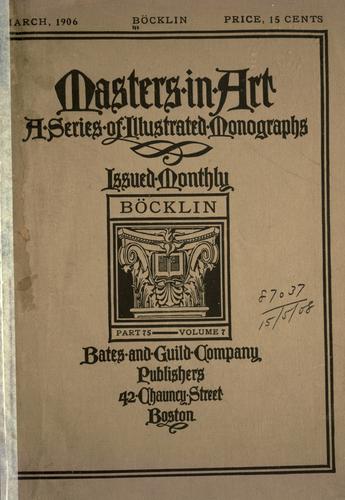 MARCH, 1906 BÖCKLIN PRICE, 15 CENTS
Masters·in·Art
A·Series·of·Illustrated·Monographs
Issued·Monthly
BÖCKLIN
PART 75 VOLUME 7
Bates·and·Guild·Company
Publishers
42·Chauncy·Street
Boston
87037
15/5/08